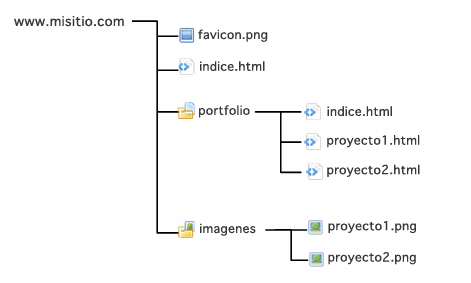 www.misitio.com
favicon.png
indice.html
portfolio
indice.html
proyecto1.html
proyecto2.html
imagenes
proyecto1.png
proyecto2.png